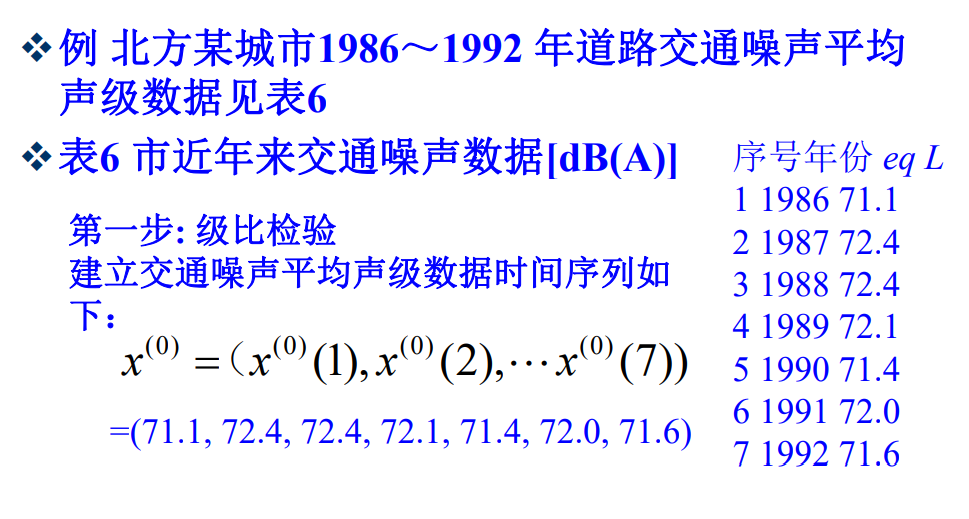 ❖例 北方某城市1986～1992 年道路交通噪声平均
声级数据见表6
❖表6 市近年来交通噪声数据[dB(A)]
第一步: 级比检验
建立交通噪声平均声级数据时间序列如
下：
x^(0) =（x^(0)(1), x^(0)(2),⋯x^(0)(7))
=(71.1, 72.4, 72.4, 72.1, 71.4, 72.0, 71.6)
序号年份 eq L
1 1986 71.1
2 1987 72.4
3 1988 72.4
4 1989 72.1
5 1990 71.4
6 1991 72.0
7 1992 71.6